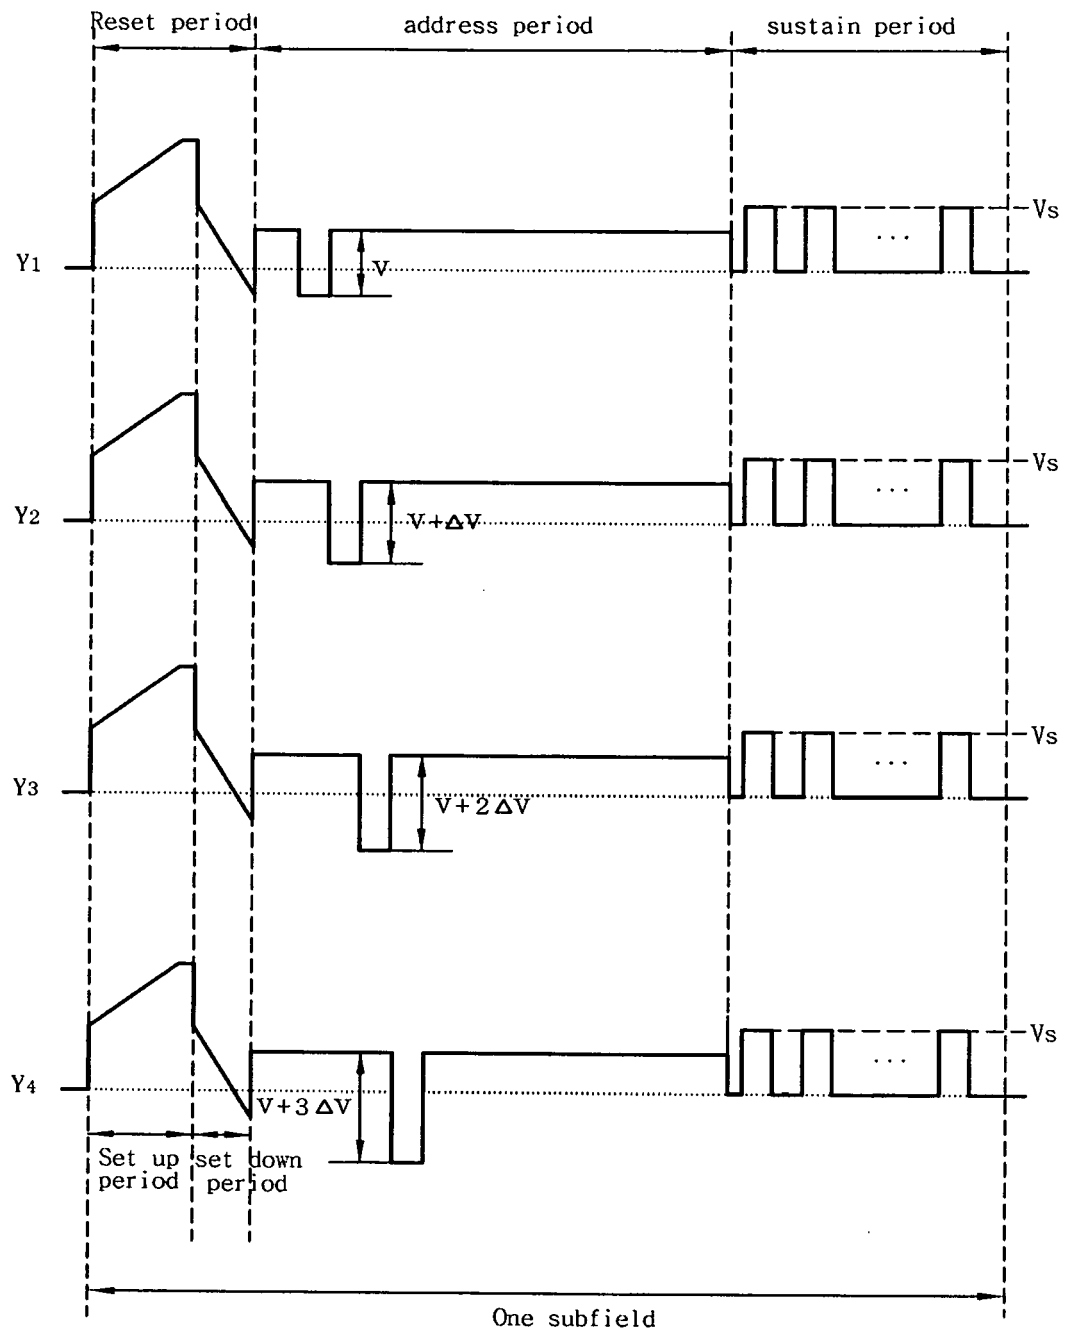 Reset period address period sustain period
Vs
Y1
V
...
Vs
Y2
V+ΔV
...
Vs
Y3
V+2ΔV
...
Vs
Y4
V+3ΔV
...
Set up period
set down period
One subfield